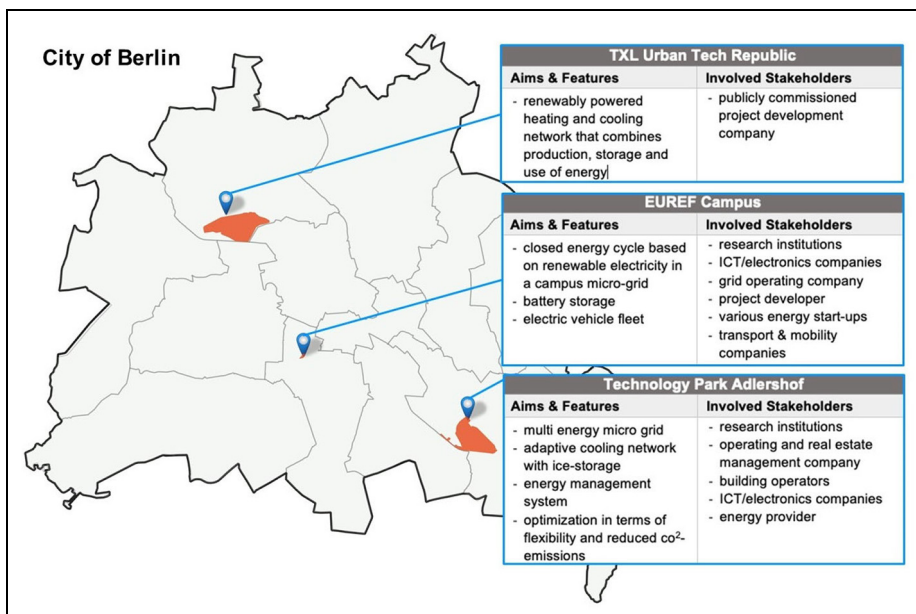 City of Berlin
TXL Urban Tech Republic
Aims & Features
- renewably powered
heating and cooling
network that combines
production, storage and
use of energy
Involved Stakeholders
- publicly commissioned
project development
company
EUREF Campus
Aims & Features
- closed energy cycle based
on renewable electricity in
a campus micro-grid
- battery storage
- electric vehicle fleet
Involved Stakeholders
- research institutions
- ICT/electronics companies
- grid operating company
- project developer
- various energy start-ups
- transport & mobility
companies
Technology Park Adlershof
Aims & Features
- multi energy micro grid
- adaptive cooling network
with ice-storage
- energy management
system
- optimization in terms of
flexibility and reduced co²-
emissions
Involved Stakeholders
- research institutions
- operating and real estate
management company
- building operators
- ICT/electronics companies
- energy provider